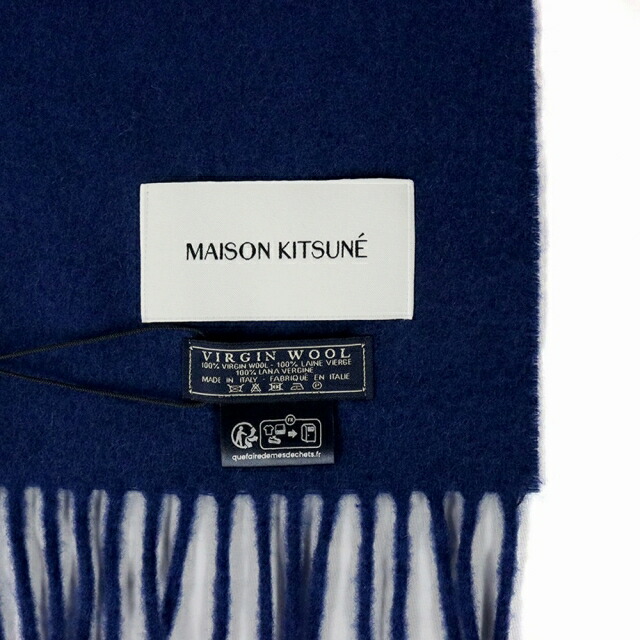 MAISON KITSUNÉ
VIRGIN WOOL
100% VIRGIN WOOL - 100% LAINE VIERGE
100% LANA VERGINE
MADE IN ITALY - FABRIQUÉ EN ITALIE
FR
quefairedemesdechets.fr